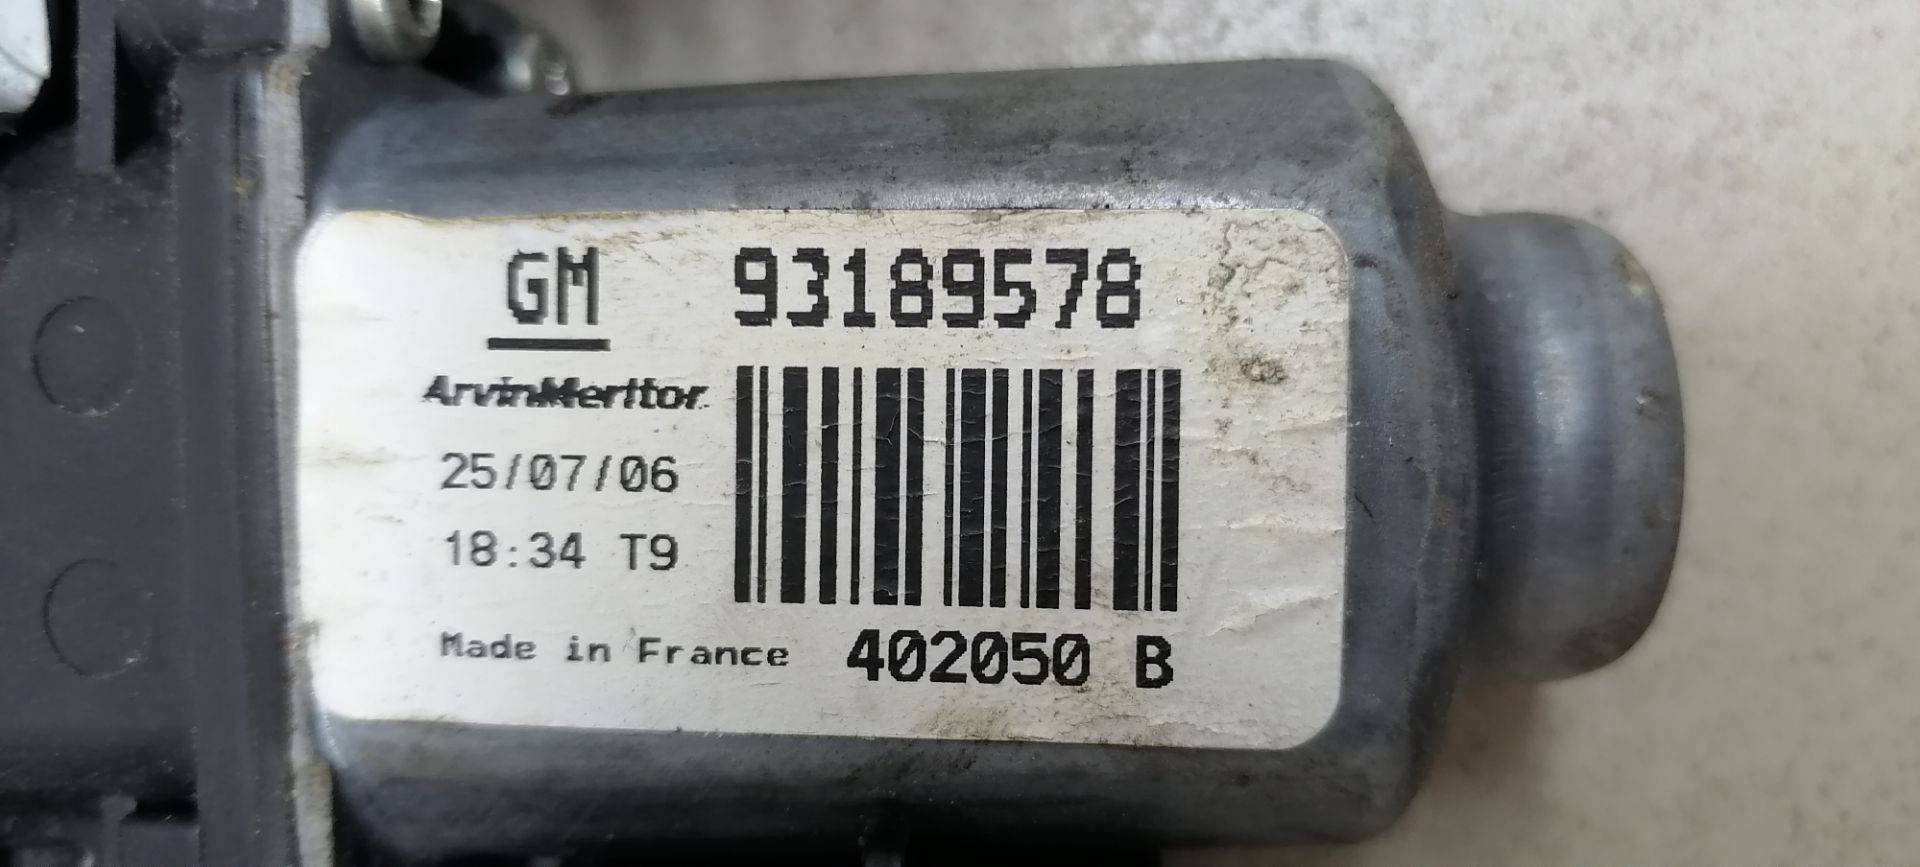 GM 93189578
ArvinMeritor
25/07/06
18:34 T9
Made in France 402050 B